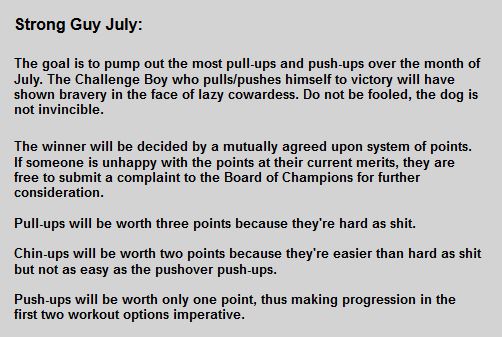 Strong Guy July:
The goal is to pump out the most pull-ups and push-ups over the month of
July. The Challenge Boy who pulls/pushes himself to victory will have
shown bravery in the face of lazy cowardess. Do not be fooled, the dog is
not invincible.
The winner will be decided by a mutually agreed upon system of points.
If someone is unhappy with the points at their current merits, they are
free to submit a complaint to the Board of Champions for further
consideration.
Pull-ups will be worth three points because they're hard as shit.
Chin-ups will be worth two points because they're easier than hard as shit
but not as easy as the pushover push-ups.
Push-ups will be worth only one point, thus making progression in the
first two workout options imperative.